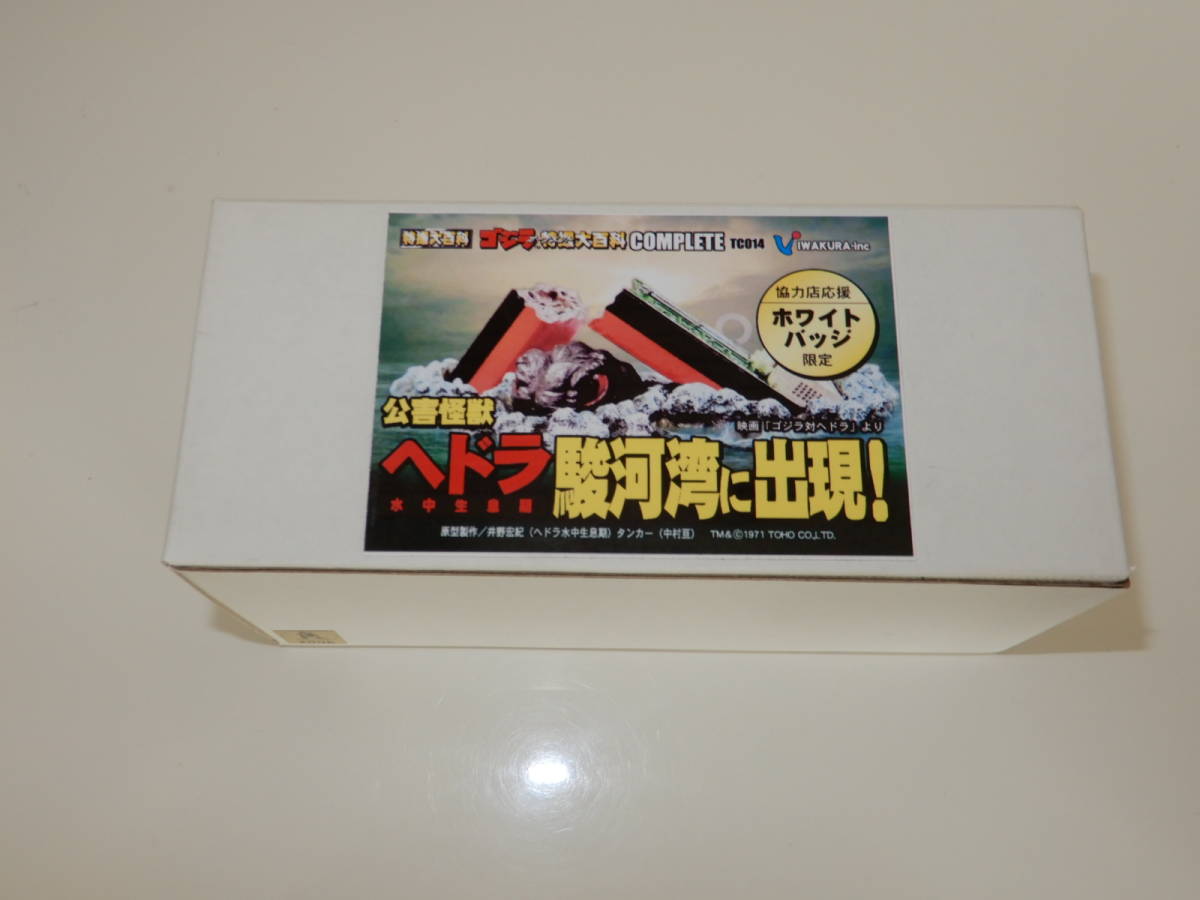 特撮大百科 ゴジラ特撮大百科 COMPLETE TC014 IWAKURA-inc
協力店応援
ホワイト
バッジ
限定
公害怪獣
映画「ゴジラ対ヘドラ」より
ヘドラ 駿河湾に出現!
水中生息期
原型製作/井野宏紀(ヘドラ水中生息期)タンカー(中村亘) TM&©1971 TOHO CO.,LTD.